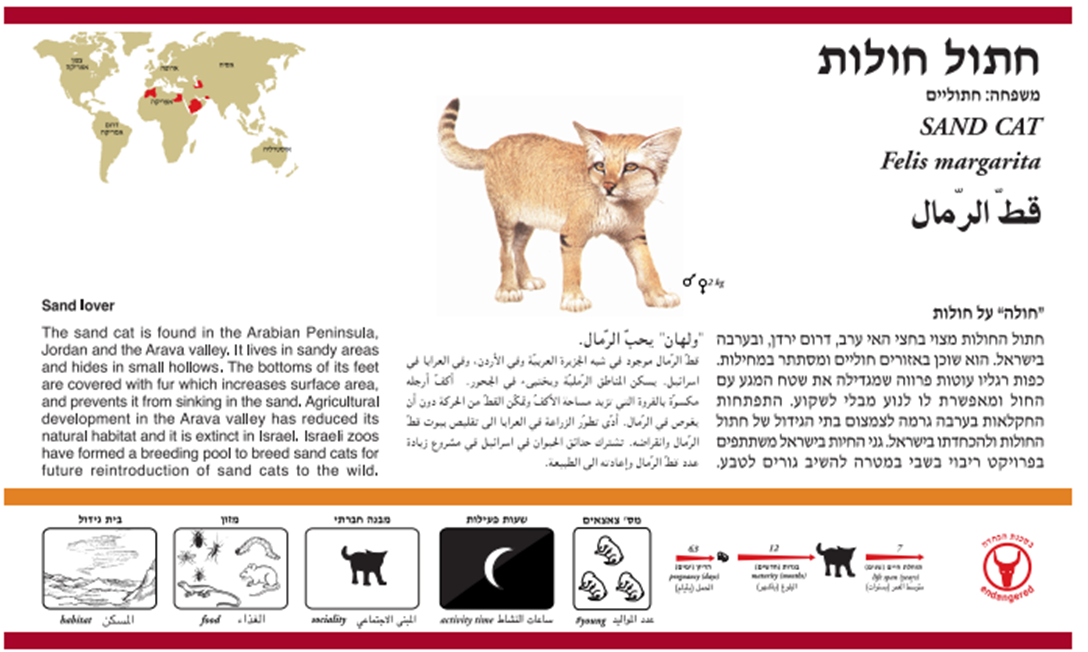 חתול חולות
משפחה: חתוליים
SAND CAT
Felis margarita
قطّ الرّمال
צפון
אמריקה
אירופה
אסיה
אפריקה
דרום
אמריקה
אוסטרליה
♂ ♀ 2 kg
Sand lover
The sand cat is found in the Arabian Peninsula,
Jordan and the Arava valley. It lives in sandy areas
and hides in small hollows. The bottoms of its feet
are covered with fur which increases surface area,
and prevents it from sinking in the sand. Agricultural
development in the Arava valley has reduced its
natural habitat and it is extinct in Israel. Israeli zoos
have formed a breeding pool to breed sand cats for
future reintroduction of sand cats to the wild.
"ولهان" يحبّ الرّمال.
قطّ الرّمال موجود في شبه الجزيرة العربيّة وفي الأردن، وفي العرابا في
اسرائيل. يسكن المناطق الرّمليّة ويختبىء في الجحور. أكفّ أرجله
مكسوّة بالفروة التي تزيد مساحة الأكفّ وتمكّن القطّ من الحركة دون أن
يغوص في الرّمال. أدّى تطوّر الزراعة في العرابا الى تقليص بيوت قطّ
الرّمال وانقراضه. تشترك حدائق الحيوان في اسرائيل في مشروع زيادة
عدد قطّ الرّمال وإعادته الى الطبيعة.
"חולה" על חולות
חתול החולות מצוי בחצי האי ערב, דרום ירדן, ובערבה
בישראל. הוא שוכן באזורים חוליים ומסתתר במחילות.
כפות רגליו עוטות פרווה שמגדילה את שטח המגע עם
החול ומאפשרת לו לנוע מבלי לשקוע. התפתחות
החקלאות בערבה גרמה לצמצום בתי הגידול של חתול
החולות ולהכחדתו בישראל. גני החיות בישראל משתתפים
בפרויקט ריבוי בשבי במטרה להשיב גורים לטבע.
בית גידול
habitat المسكن
מזון
food الغذاء
מבנה חברתי
sociality المبنى الاجتماعي
שעות פעילות
activity time ساعات النشاط
מס' צאצאים
#young عدد المواليد
63
הריון (ימים)
pregnancy (days)
الحمل (بليام)
12
בגרות (חודשים)
maturity (months)
البلوغ (بالشهور)
7
תוחלת חיים (שנים)
life span (years)
متوسط العمر (بسنوات)
בסכנת הכחדה
endangered